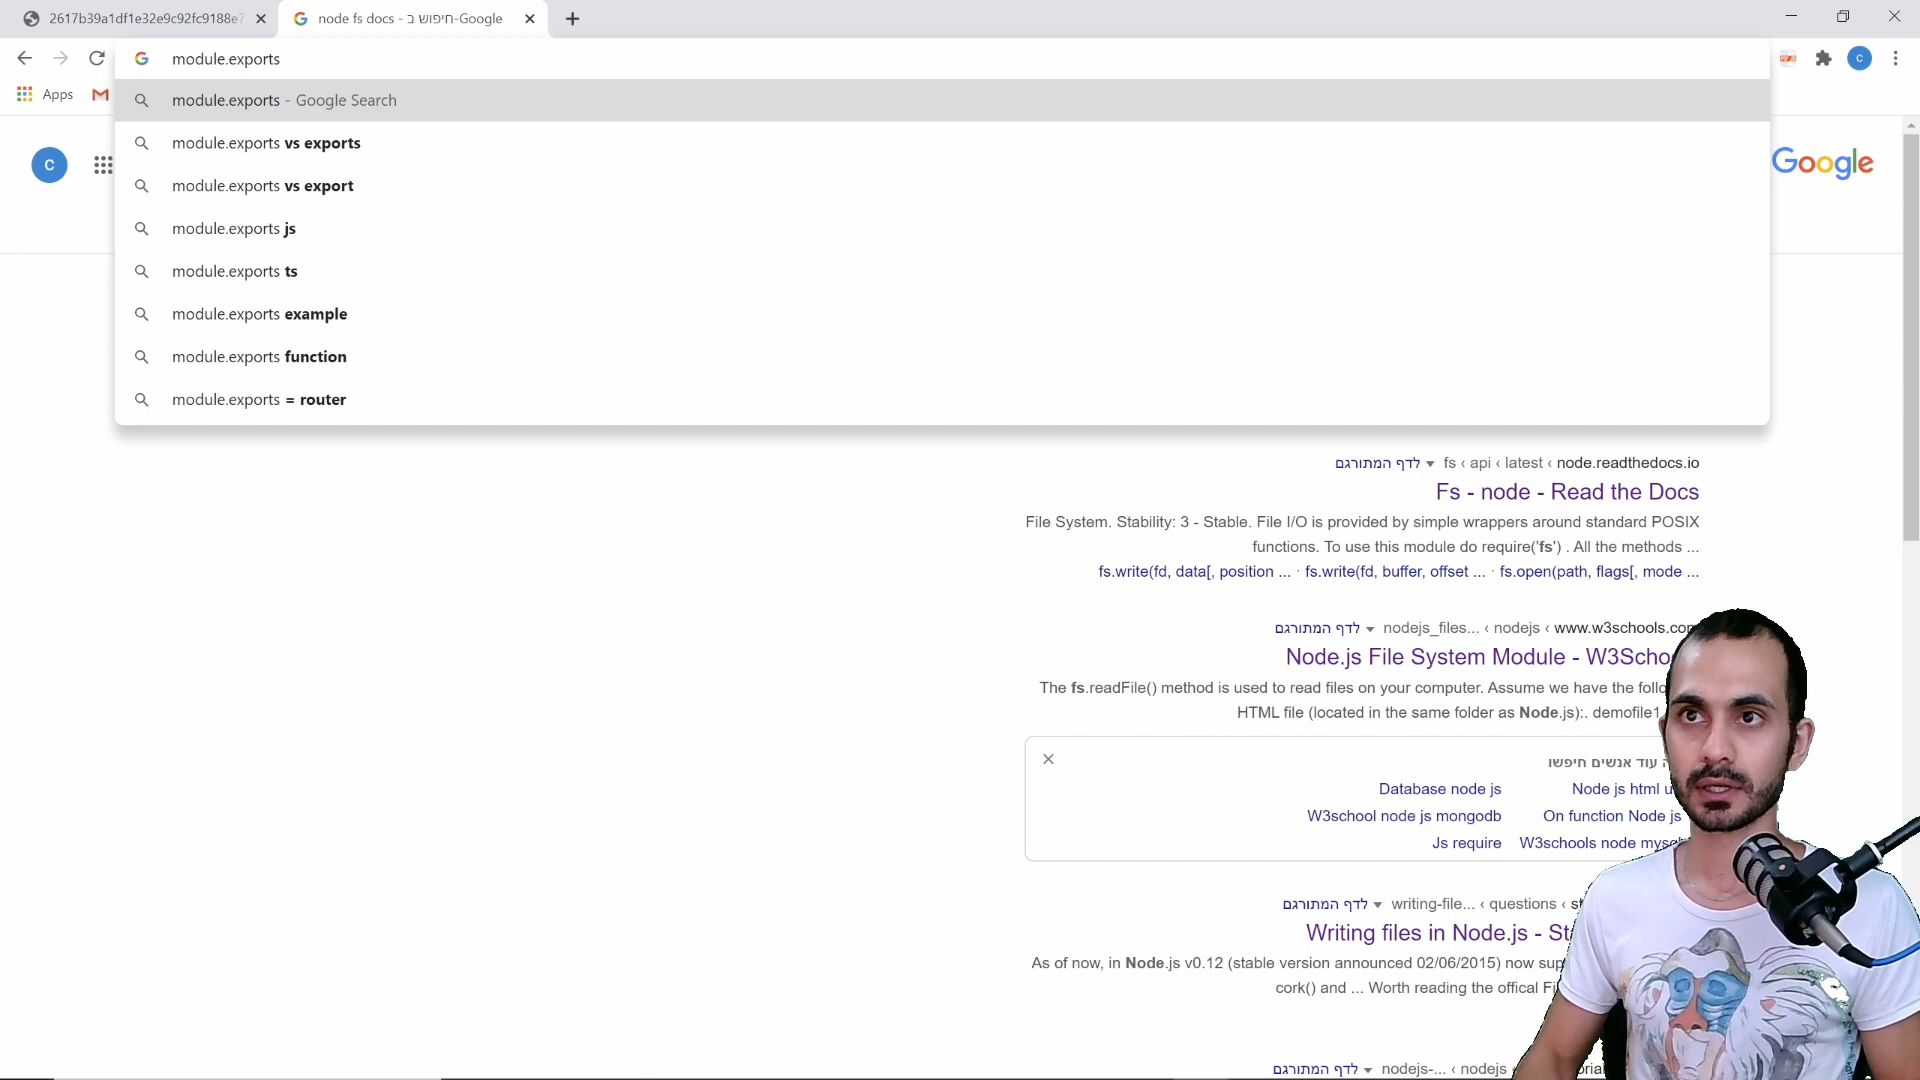 2617b39a1df1e32e9c92fc9188e7
node fs docs - חיפוש ב-Google
module.exports
C
Apps
module.exports - Google Search
module.exports vs exports
module.exports vs export
module.exports js
module.exports ts
module.exports example
module.exports function
module.exports = router
C
Google
לדף המתורגם fs ‹ api ‹ latest ‹ node.readthedocs.io
Fs - node - Read the Docs
File System. Stability: 3 - Stable. File I/O is provided by simple wrappers around standard POSIX
functions. To use this module do require('fs') . All the methods ...
fs.write(fd, data[, position ... · fs.write(fd, buffer, offset ... · fs.open(path, flags[, mode ...
לדף המתורגם nodejs_files... ‹ nodejs ‹ www.w3schools.com
Node.js File System Module - W3Scho
The fs.readFile() method is used to read files on your computer. Assume we have the follo
HTML file (located in the same folder as Node.js):. demofile1
ה עוד אנשים חיפשו
Database node js
Node js html u
W3school node js mongodb
On function Node js
Js require
W3schools node mysq
לדף המתורגם writing-file... ‹ questions ‹ st
Writing files in Node.js - St
As of now, in Node.js v0.12 (stable version announced 02/06/2015) now sup
cork() and ... Worth reading the offical Fi
לדף המתורגם nodejs-... ‹ nodejs